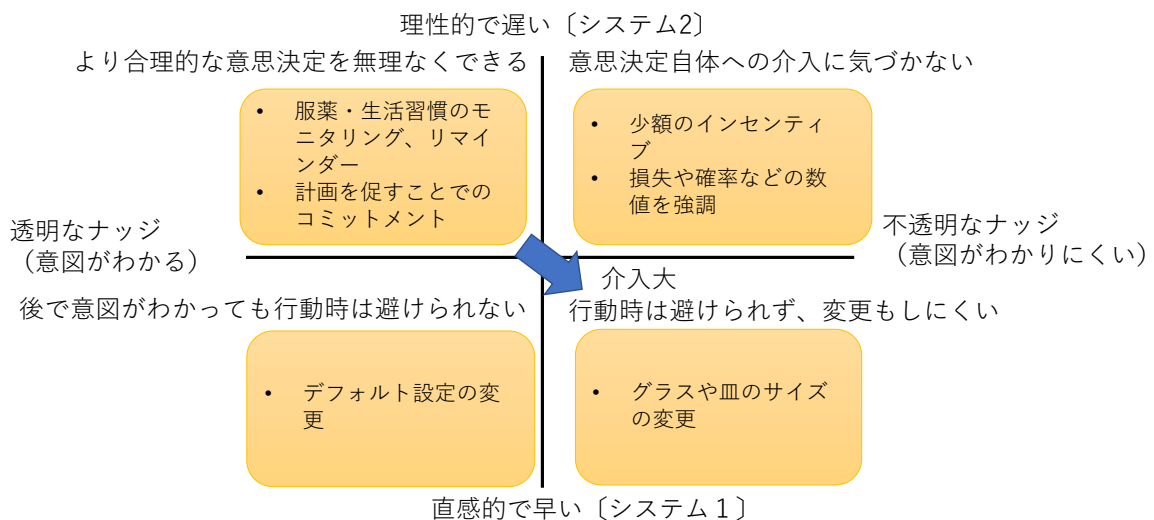 理性的で遅い〔システム2〕
より合理的な意思決定を無理なくできる
意思決定自体への介入に気づかない
• 服薬・生活習慣のモ
ニタリング、リマイ
ンダー
• 計画を促すことでの
コミットメント
• 少額のインセンティ
ブ
• 損失や確率などの数
値を強調
透明なナッジ
（意図がわかる）
不透明なナッジ
（意図がわかりにくい）
介入大
後で意図がわかっても行動時は避けられない
行動時は避けられず、変更もしにくい
• デフォルト設定の変
更
• グラスや皿のサイズ
の変更
直感的で早い〔システム１〕